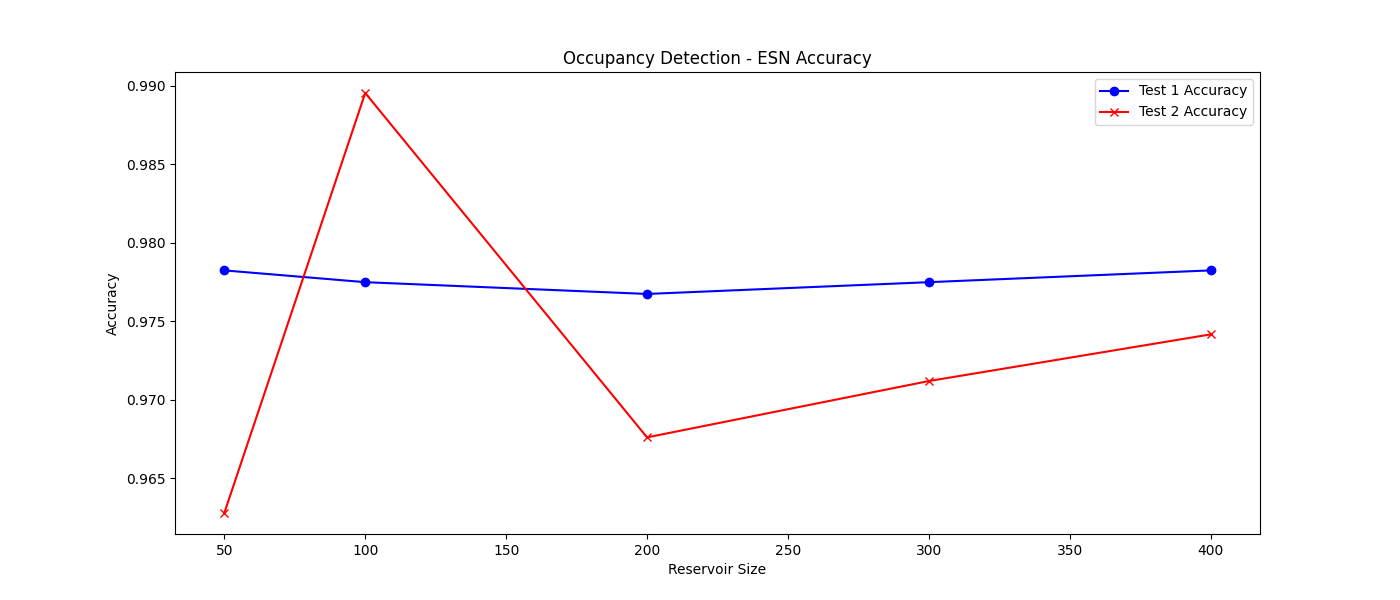 Occupancy Detection - ESN Accuracy
Test 1 Accuracy
Test 2 Accuracy
Accuracy
0.990
0.985
0.980
0.975
0.970
0.965
50 100 150 200 250 300 350 400
Reservoir Size